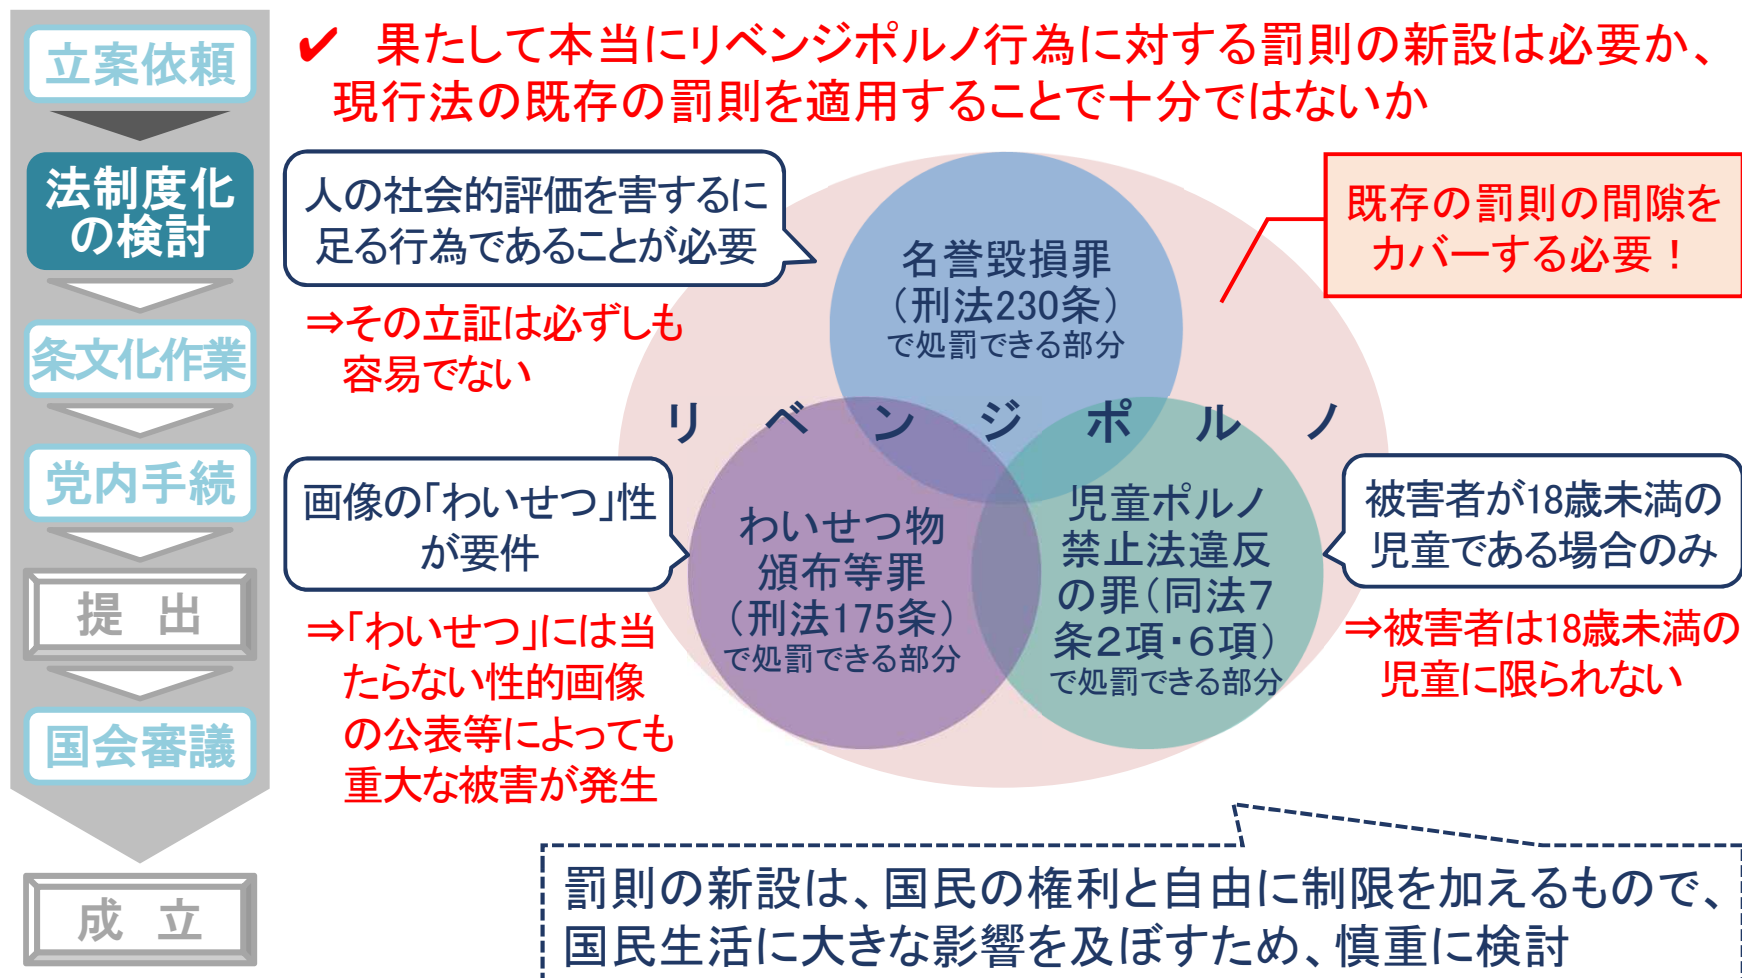 立案依頼
法制度化
の検討
条文化作業
党内手続
提 出
国会審議
成 立
✔ 果たして本当にリベンジポルノ行為に対する罰則の新設は必要か、
現行法の既存の罰則を適用することで十分ではないか
人の社会的評価を害するに
足る行為であることが必要
⇒その立証は必ずしも
容易でない
名誉毀損罪
（刑法230条）
で処罰できる部分
既存の罰則の間隙を
カバーする必要！
リベンジポルノ
画像の「わいせつ」性
が要件
⇒「わいせつ」には当
たらない性的画像
の公表等によっても
重大な被害が発生
わいせつ物
頒布等罪
（刑法175条）
で処罰できる部分
児童ポルノ
禁止法違反
の罪（同法７
条２項・６項）
で処罰できる部分
被害者が18歳未満の
児童である場合のみ
⇒被害者は18歳未満の
児童に限られない
罰則の新設は、国民の権利と自由に制限を加えるもので、
国民生活に大きな影響を及ぼすため、慎重に検討